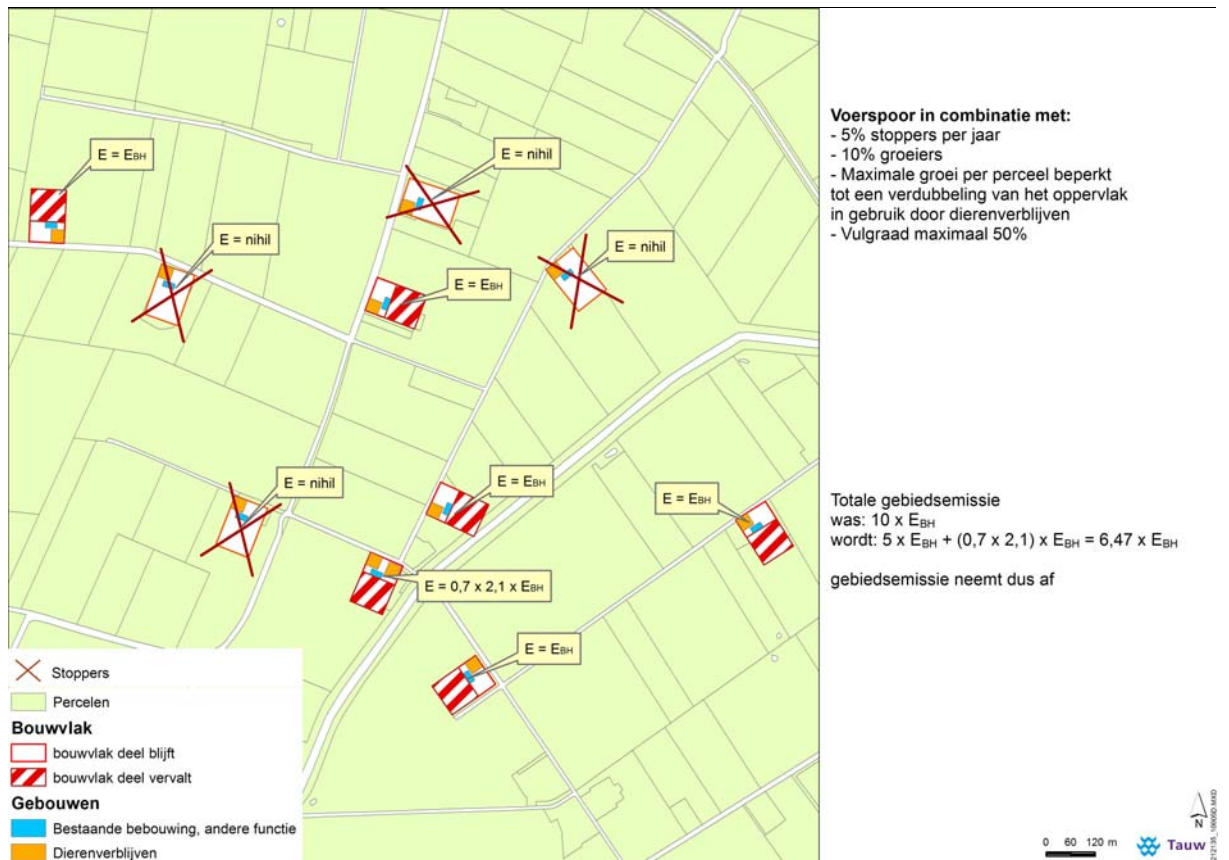 E = EBH
E = nihil
E = nihil
E = nihil
E = EBH
E = nihil
E = EBH
E = EBH
E = 0,7 x 2,1 x EBH
E = EBH
Stoppers
Percelen
Bouwvlak
bouwvlak deel blijft
bouwvlak deel vervalt
Gebouwen
Bestaande bebouwing, andere functie
Dierenverblijven
Voerspoor in combinatie met:
- 5% stoppers per jaar
- 10% groeiers
- Maximale groei per perceel beperkt
tot een verdubbeling van het oppervlak
in gebruik door dierenverblijven
- Vulgraad maximaal 50%
Totale gebiedsemissie
was: 10 x EBH
wordt: 5 x EBH + (0,7 x 2,1) x EBH = 6,47 x EBH
gebiedsemissie neemt dus af
0 60 120 m
Tauw
N